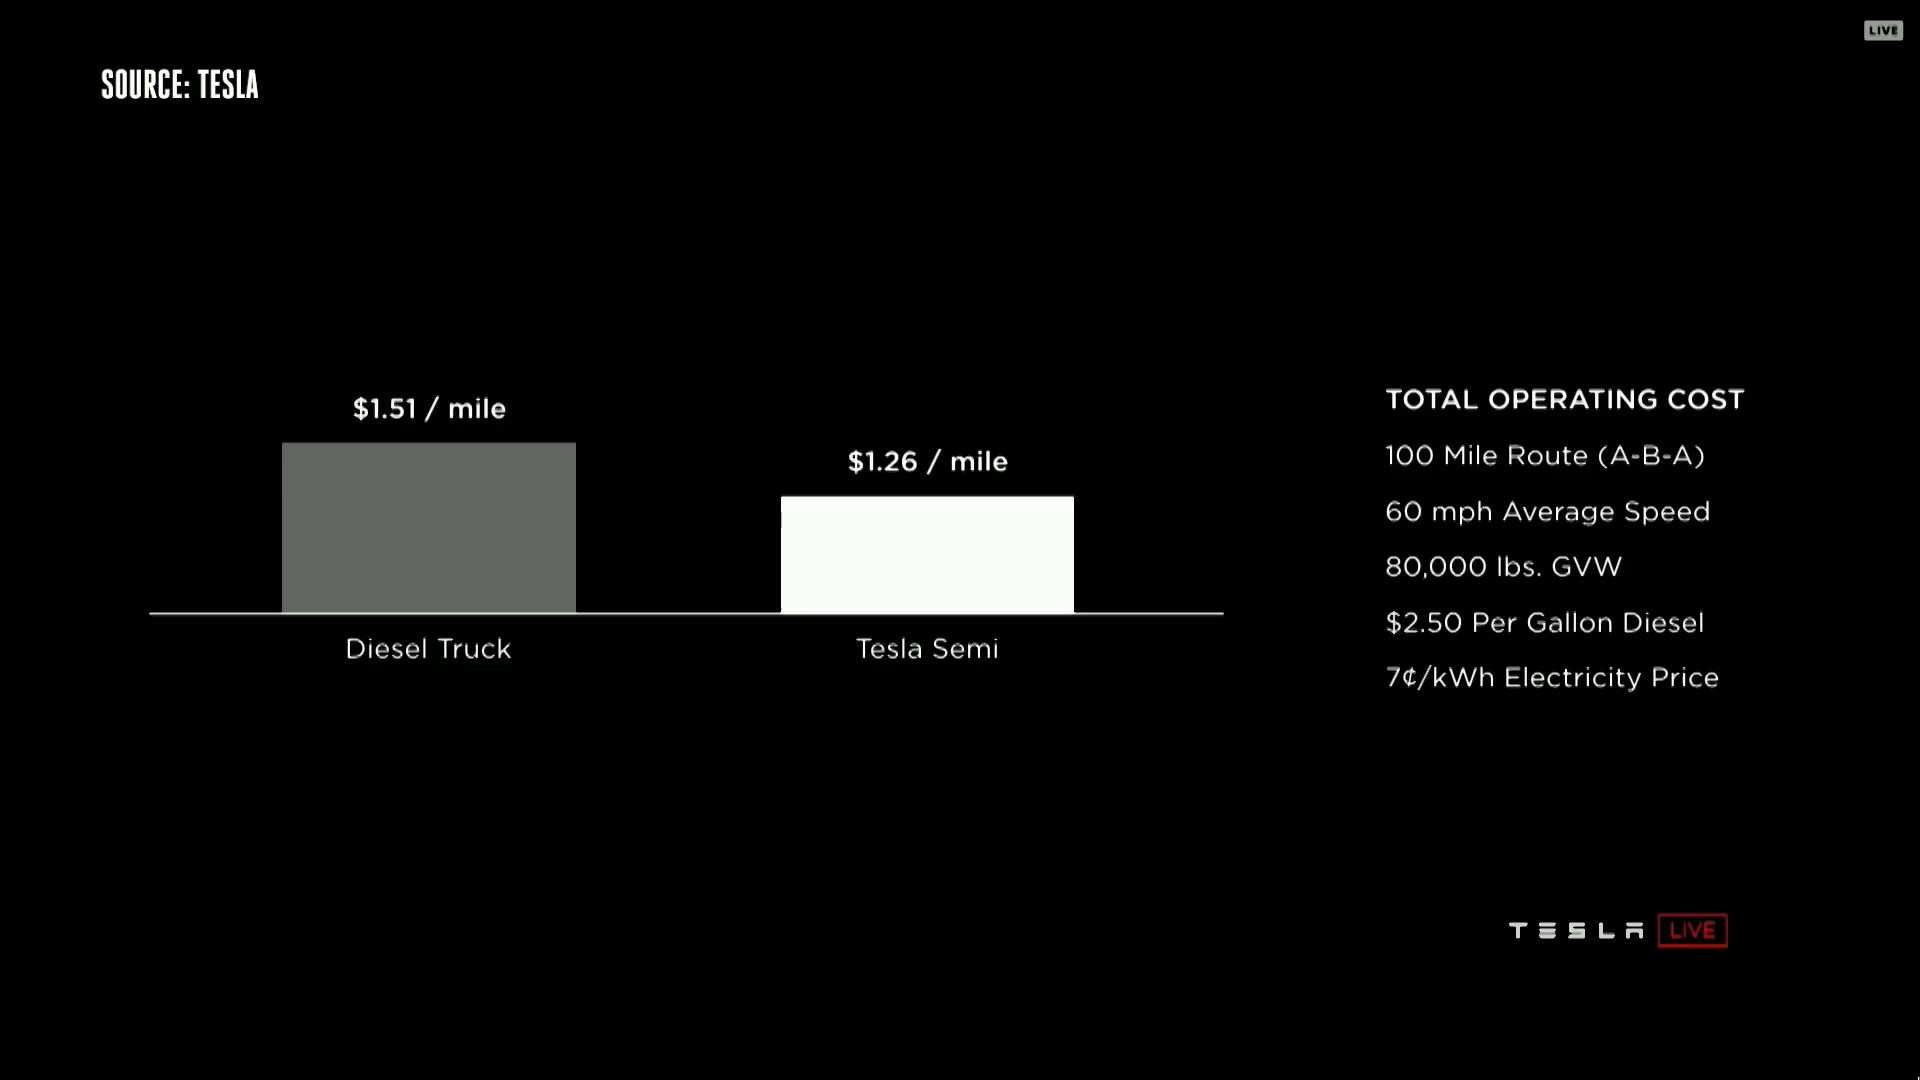 LIVE
SOURCE: TESLA
$1.51 / mile
$1.26 / mile
Diesel Truck
Tesla Semi
TOTAL OPERATING COST
100 Mile Route (A-B-A)
60 mph Average Speed
80,000 lbs. GVW
$2.50 Per Gallon Diesel
7¢/kWh Electricity Price
TESLA LIVE